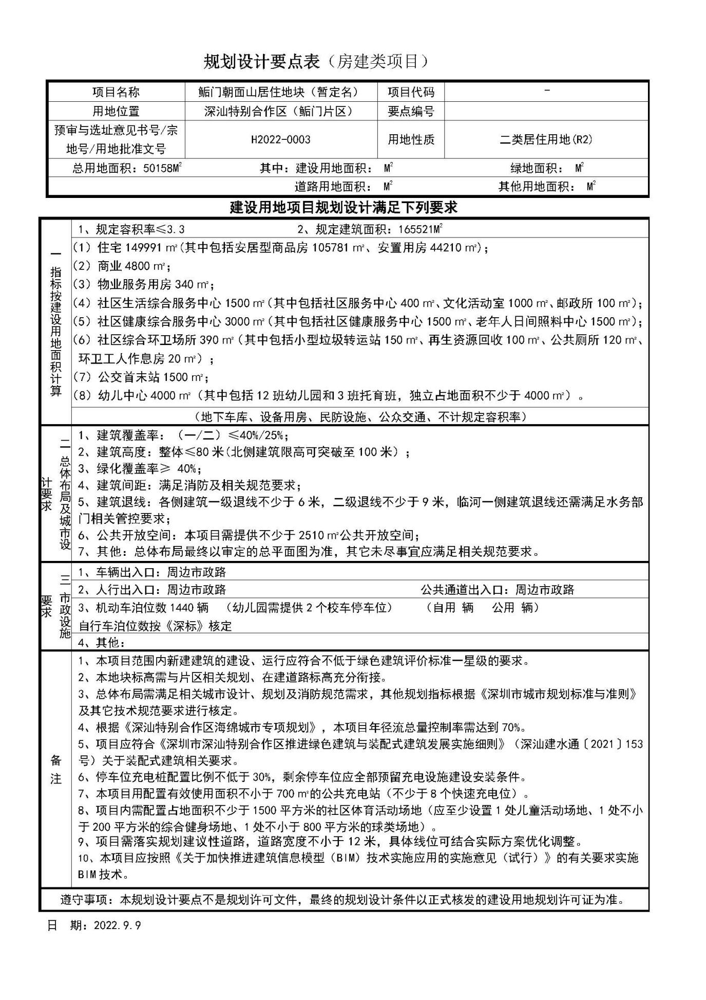 规划设计要点表（房建类项目）
项目名称 鲘门朝面山居住地块（暂定名） 项目代码 -
用地位置 深汕特别合作区（鲘门片区） 要点编号
预审与选址意见书号/宗
地号/用地批准文号 H2022-0003 用地性质 二类居住用地(R2)
总用地面积：50158M² 其中：建设用地面积： M² 绿地面积： M²
道路用地面积： M² 其他用地面积： M²
建设用地项目规划设计满足下列要求
一 指标按建设用地面积计算
1、规定容积率≤3.3 2、规定建筑面积：165521M²
（1）住宅 149991 ㎡(其中包括安居型商品房 105781 ㎡、安置用房 44210 ㎡)；
（2）商业 4800 ㎡；
（3）物业服务用房 340 ㎡；
（4）社区生活综合服务中心 1500 ㎡（其中包括社区服务中心 400 ㎡、文化活动室 1000 ㎡、邮政所 100 ㎡）；
（5）社区健康综合服务中心 3000 ㎡（其中包括社区健康服务中心 1500 ㎡、老年人日间照料中心 1500 ㎡）；
（6）社区综合环卫场所 390 ㎡（其中包括小型垃圾转运站 150 ㎡、再生资源回收 100 ㎡、公共厕所 120 ㎡、
环卫工人作息房 20 ㎡）；
（7）公交首末站 1500 ㎡；
（8）幼儿中心 4000 ㎡（其中包括 12 班幼儿园和 3 班托育班，独立占地面积不少于 4000 ㎡）。
（地下车库、设备用房、民防设施、公众交通、不计规定容积率）
二 总体布局及城市设计要求
1、建筑覆盖率：（一/二）≤40%/25%；
2、建筑高度：整体≤80 米(北侧建筑限高可突破至 100 米）；
3、绿化覆盖率≥ 40%；
4、建筑间距：满足消防及相关规范要求；
5、建筑退线：各侧建筑一级退线不少于 6 米，二级退线不少于 9 米，临河一侧建筑退线还需满足水务部
门相关管控要求；
6、公共开放空间：本项目需提供不少于 2510 ㎡公共开放空间；
7、其他：总体布局最终以审定的总平面图为准，其它未尽事宜应满足相关规范要求。
三 市政设施要求
1、车辆出入口：周边市政路
2、人行出入口：周边市政路 公共通道出入口：周边市政路
3、机动车泊位数 1440 辆 （幼儿园需提供 2 个校车停车位） （自用 辆 公用 辆）
自行车泊位数按《深标》核定
4、其他：
备注
1、本项目范围内新建建筑的建设、运行应符合不低于绿色建筑评价标准一星级的要求。
2、本地块标高需与片区相关规划、在建道路标高充分衔接。
3、总体布局需满足相关城市设计、规划及消防规范需求，其他规划指标根据《深圳市城市规划标准与准则》
及其它技术规范要求进行核定。
4、根据《深汕特别合作区海绵城市专项规划》，本项目年径流总量控制率需达到 70%。
5、项目应符合《深圳市深汕特别合作区推进绿色建筑与装配式建筑发展实施细则》（深汕建水通〔2021〕153
号）关于装配式建筑相关要求。
6、停车位充电桩配置比例不低于 30%，剩余停车位应全部预留充电设施建设安装条件。
7、本项目用配置有效使用面积不小于 700 ㎡的公共充电站（不少于 8 个快速充电位）。
8、项目内需配置占地面积不少于 1500 平方米的社区体育活动场地（应至少设置 1 处儿童活动场地、1 处不小
于 200 平方米的综合健身场地、1 处不小于 800 平方米的球类场地）。
9、项目需落实规划建议性道路，道路宽度不小于 12 米，具体线位可结合实际方案优化调整。
10、本项目应按照《关于加快推进建筑信息模型（BIM）技术实施应用的实施意见（试行）》的有关要求实施
BIM 技术。
遵守事项：本规划设计要点不是规划许可文件，最终的规划设计条件以正式核发的建设用地规划许可证为准。
日 期：2022.9.9